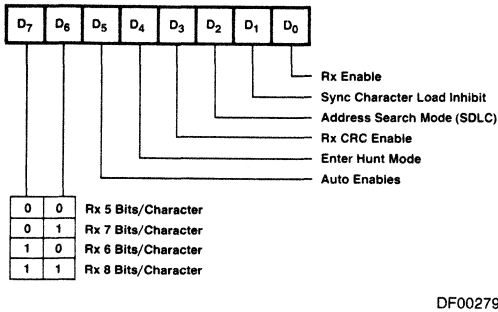 D7 D6 D5 D4 D3 D2 D1 D0
Rx Enable
Sync Character Load Inhibit
Address Search Mode (SDLC)
Rx CRC Enable
Enter Hunt Mode
Auto Enables
0 0 Rx 5 Bits/Character
0 1 Rx 7 Bits/Character
1 0 Rx 6 Bits/Character
1 1 Rx 8 Bits/Character
DF00279